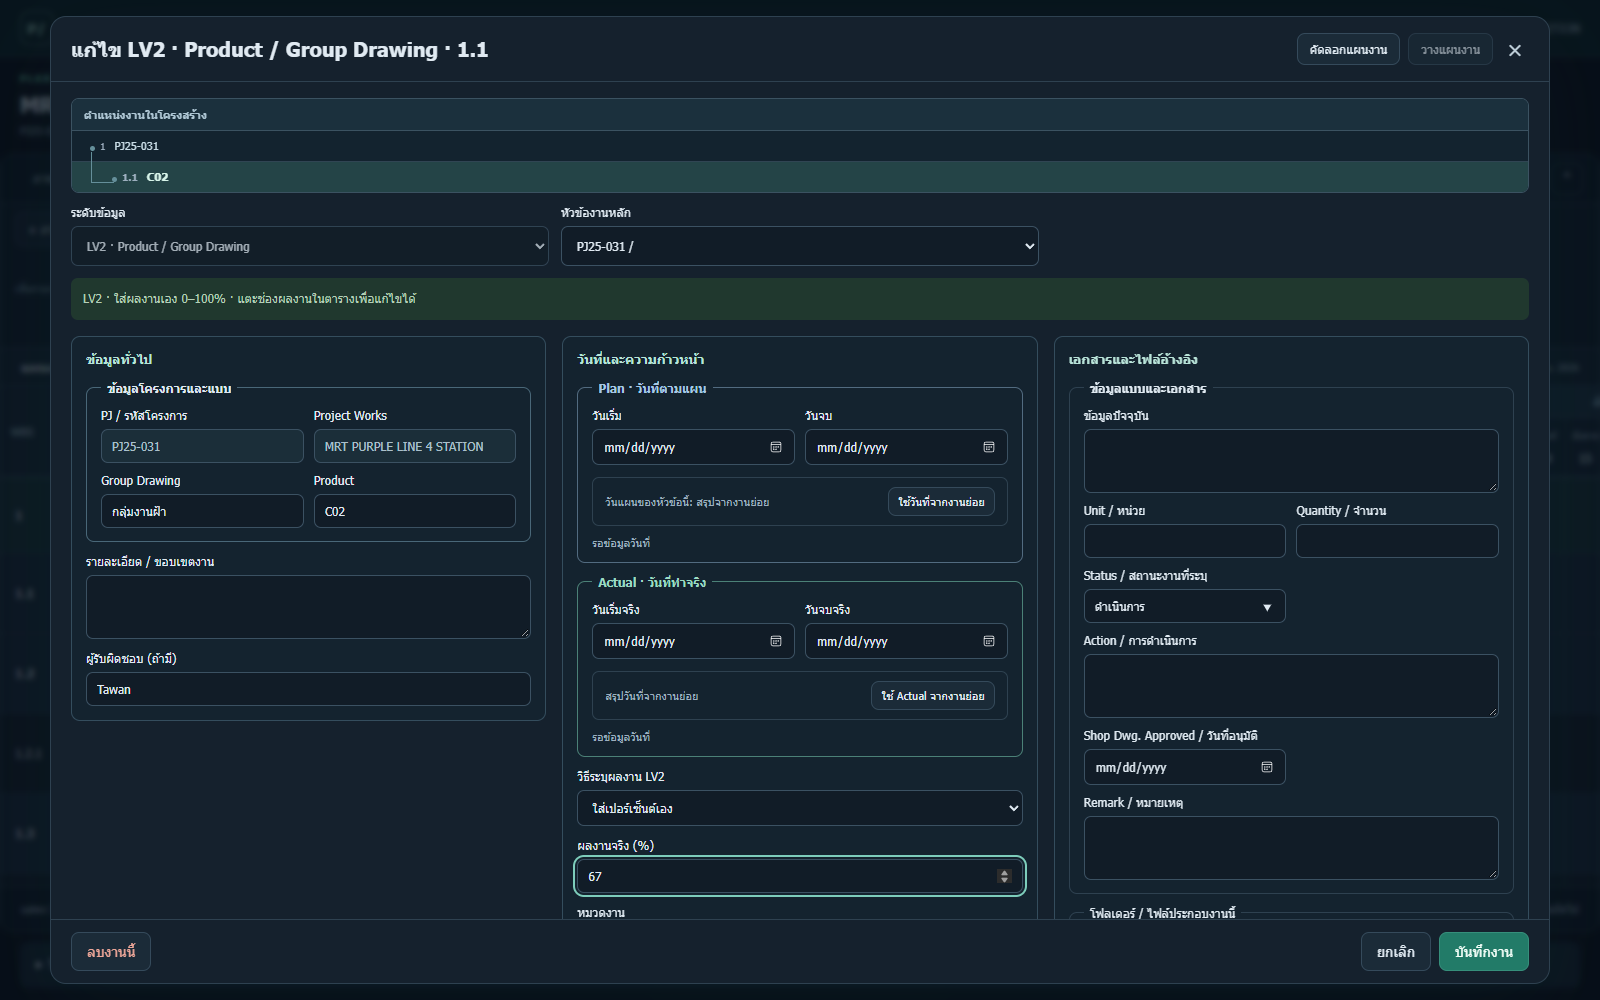 แก้ไข LV2 · Product / Group Drawing · 1.1
คัดลอกแผนงาน
วางแผนงาน
ตำแหน่งงานในโครงสร้าง
1 PJ25-031
1.1 C02
ระดับข้อมูล
หัวข้องานหลัก
LV2 · Product / Group Drawing
PJ25-031 /
LV2 · ใส่ผลงานเอง 0–100% · แตะช่องผลงานในตารางเพื่อแก้ไขได้
ข้อมูลทั่วไป
ข้อมูลโครงการและแบบ
PJ / รหัสโครงการ
Project Works
PJ25-031
MRT PURPLE LINE 4 STATION
Group Drawing
Product
กลุ่มงานฝ้า
C02
รายละเอียด / ขอบเขตงาน
ผู้รับผิดชอบ (ถ้ามี)
Tawan
วันที่และความก้าวหน้า
Plan · วันที่ตามแผน
วันเริ่ม
วันจบ
mm/dd/yyyy
mm/dd/yyyy
วันแผนของหัวข้อนี้: สรุปจากงานย่อย
ใช้วันที่จากงานย่อย
รอข้อมูลวันที่
Actual · วันที่ทำจริง
วันเริ่มจริง
วันจบจริง
mm/dd/yyyy
mm/dd/yyyy
สรุปวันที่จากงานย่อย
ใช้ Actual จากงานย่อย
รอข้อมูลวันที่
วิธีระบุผลงาน LV2
ใส่เปอร์เซ็นต์เอง
ผลงานจริง (%)
67
หมวดงาน
เอกสารและไฟล์อ้างอิง
ข้อมูลแบบและเอกสาร
ข้อมูลปัจจุบัน
Unit / หน่วย
Quantity / จำนวน
Status / สถานะงานที่ระบุ
ดำเนินการ
Action / การดำเนินการ
Shop Dwg. Approved / วันที่อนุมัติ
mm/dd/yyyy
Remark / หมายเหตุ
โฟลเดอร์ / ไฟล์ประกอบงานนี้
ลบงานนี้
ยกเลิก
บันทึกงาน